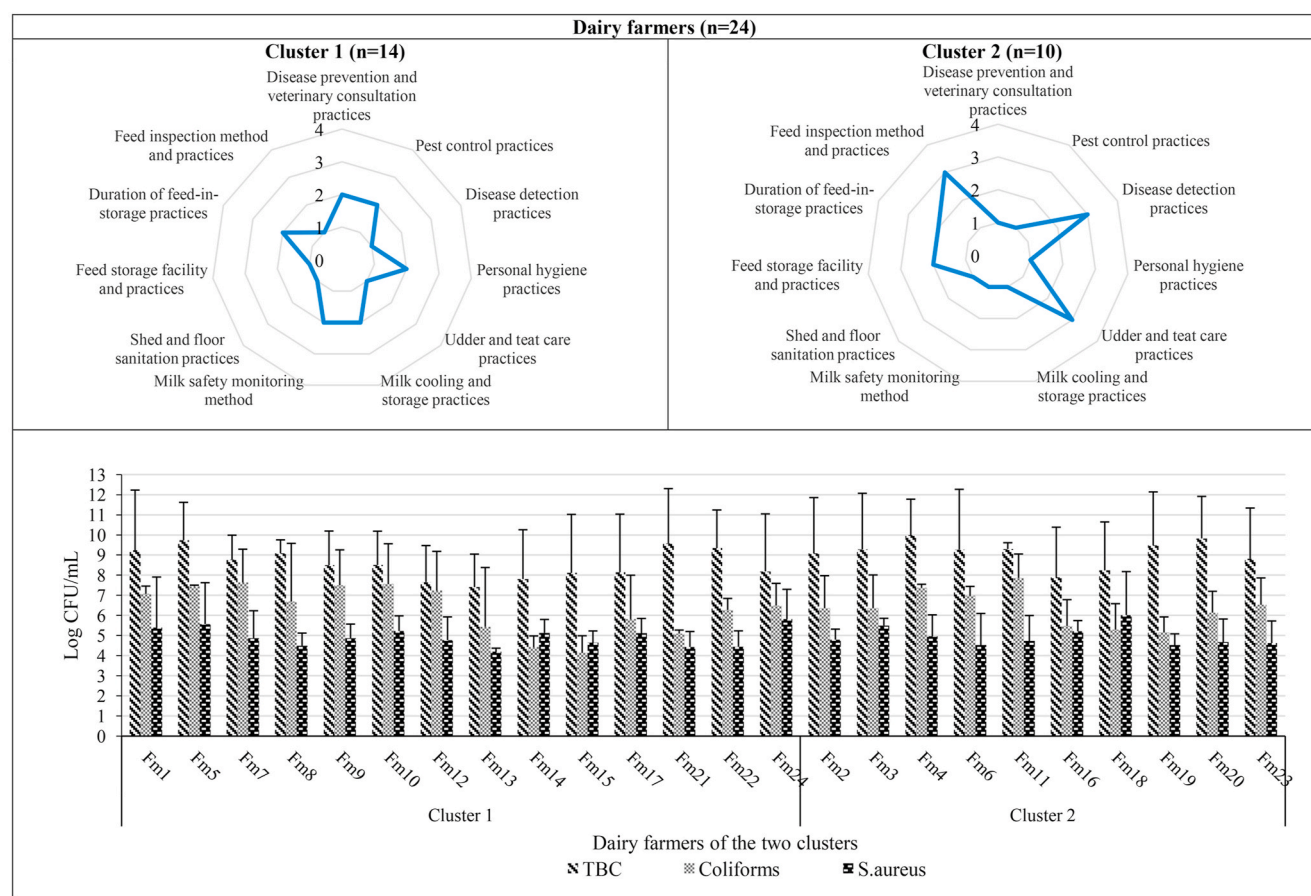 Dairy farmers (n=24)
Cluster 1 (n=14)
Disease prevention and
veterinary consultation
practices
Pest control practices
Disease detection
practices
Personal hygiene
practices
Udder and teat care
practices
Milk cooling and
storage practices
Milk safety monitoring
method
Shed and floor
sanitation practices
Feed storage facility
and practices
Duration of feed-in-
storage practices
Feed inspection method
and practices
4
3
2
1
0
Cluster 2 (n=10)
Disease prevention and
veterinary consultation
practices
Pest control practices
Disease detection
practices
Personal hygiene
practices
Udder and teat care
practices
Milk cooling and
storage practices
Milk safety monitoring
method
Shed and floor
sanitation practices
Feed storage facility
and practices
Duration of feed-in-
storage practices
Feed inspection method
and practices
4
3
2
1
0
Log CFU/mL
13
12
11
10
9
8
7
6
5
4
3
2
1
0
Fm1
Fm5
Fm7
Fm8
Fm9
Fm10
Fm12
Fm13
Fm14
Fm15
Fm17
Fm21
Fm22
Fm24
Fm2
Fm3
Fm4
Fm6
Fm11
Fm16
Fm18
Fm19
Fm20
Fm23
Cluster 1
Cluster 2
Dairy farmers of the two clusters
TBC
Coliforms
S.aureus